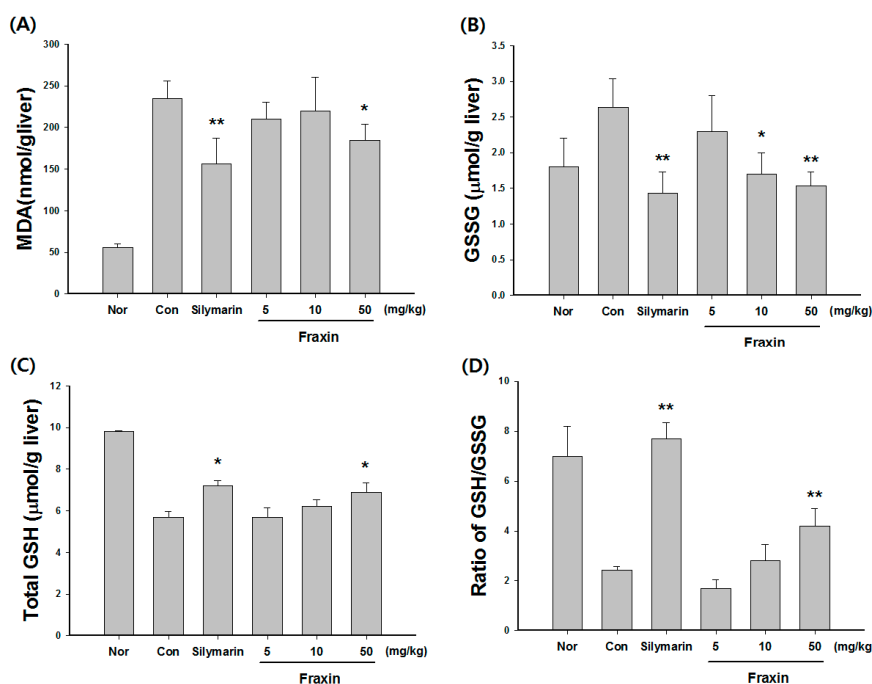 (A)
MDA(nmol/gliver)
300
250
200
150
100
50
0
**
*
Nor Con Silymarin 5 10 50 (mg/kg)
Fraxin
(B)
GSSG (μmol/g liver)
3.5
3.0
2.5
2.0
1.5
1.0
0.5
0.0
**
*
**
Nor Con Silymarin 5 10 50 (mg/kg)
Fraxin
(C)
Total GSH (μmol/g liver)
12
10
8
6
4
2
0
*
*
Nor Con Silymarin 5 10 50 (mg/kg)
Fraxin
(D)
Ratio of GSH/GSSG
10
8
6
4
2
0
**
**
Nor Con Silymarin 5 10 50 (mg/kg)
Fraxin